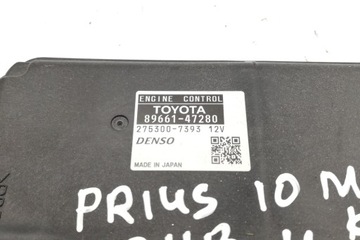 ENGINE CONTROL
TOYOTA
89661-47280
275300-7393 12V
DENSO
MADE IN JAPAN
PRIUS 10 M